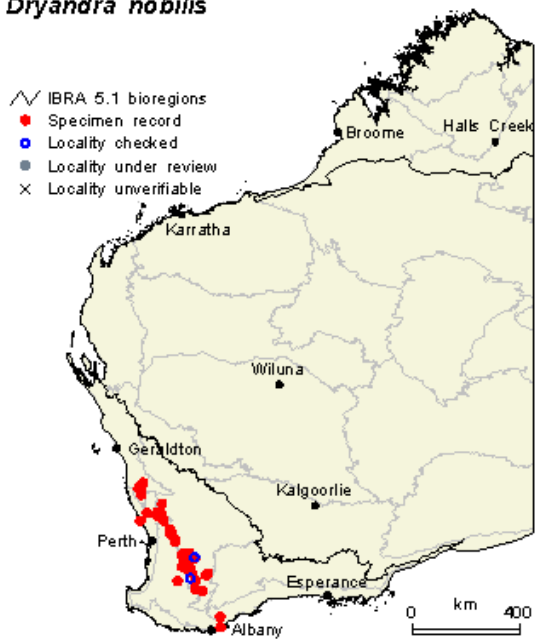 Dryandra nobilis
IBRA 5.1 bioregions
Specimen record
Locality checked
Locality under review
Locality unverifiable
Broome
Halls Creek
Karratha
Wiluna
Geraldton
Kalgoorlie
Perth
Esperance
Albany
0 km 400